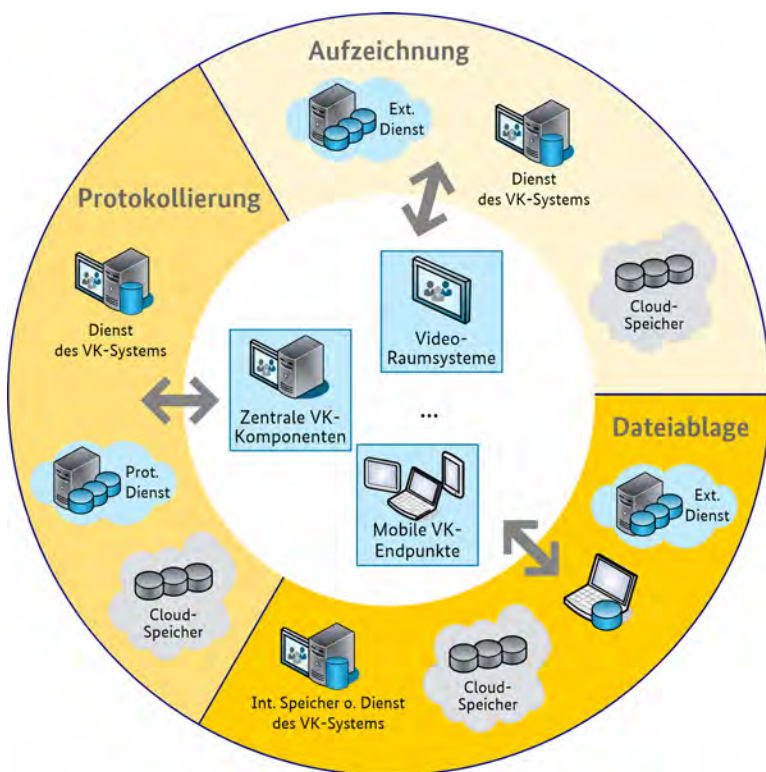 Aufzeichnung
Ext.
Dienst
Dienst
des VK-Systems
Cloud-
Speicher
Protokollierung
Dienst
des VK-Systems
Prot.
Dienst
Cloud-
Speicher
Video-
Raumsysteme
Zentrale VK-
Komponenten
...
Mobile VK-
Endpunkte
Dateiablage
Ext.
Dienst
Cloud-
Speicher
Int. Speicher o. Dienst
des VK-Systems